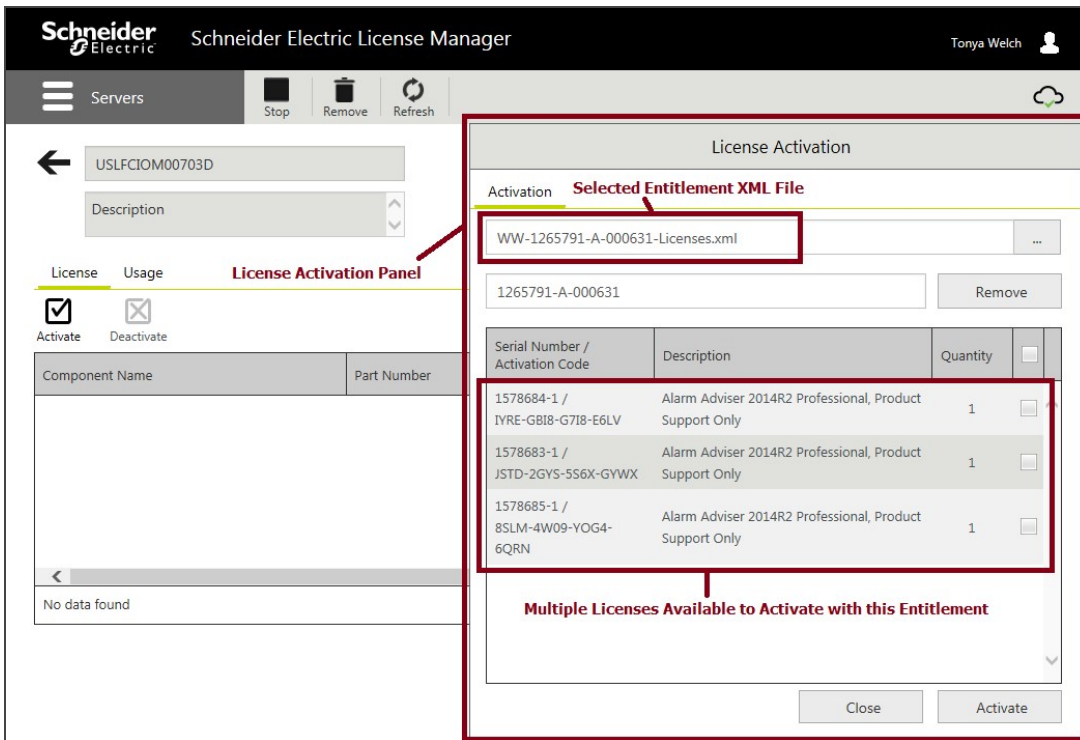 Schneider Electric
Schneider Electric License Manager
Tonya Welch
Servers
Stop
Remove
Refresh
USLFCIOM00703D
Description
License
Usage
License Activation Panel
Activate
Deactivate
Component Name
Part Number
No data found
License Activation
Activation
Selected Entitlement XML File
WW-1265791-A-000631-Licenses.xml
...
1265791-A-000631
Remove
Serial Number /
Activation Code
Description
Quantity
1578684-1 /
IYRE-GBI8-G7I8-E6LV
Alarm Adviser 2014R2 Professional, Product
Support Only
1
1578683-1 /
JSTD-2GYS-5S6X-GYWX
Alarm Adviser 2014R2 Professional, Product
Support Only
1
1578685-1 /
8SLM-4W09-YOG4-
6QRN
Alarm Adviser 2014R2 Professional, Product
Support Only
1
Multiple Licenses Available to Activate with this Entitlement
Close
Activate